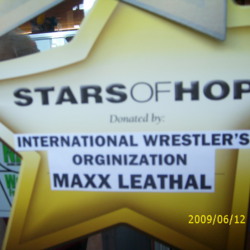 STARSOFHOP
Donated by:
INTERNATIONAL WRESTLER'S
ORGINIZATION
MAXX LEATHAL
2009/06/12